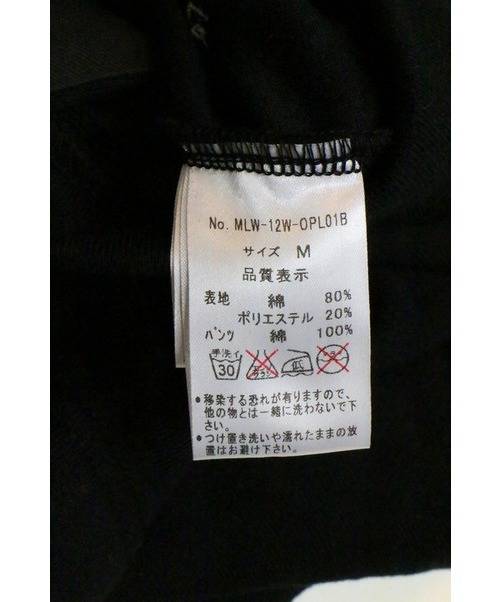 No. MLW-12W-OPL01B
サイズ M
品質表示
表地 綿 80%
ポリエステル 20%
パンツ 綿 100%
手洗イ
30
低
•移染する恐れが有りますので、
他の物とは一緒に洗わないで下
さい。
•つけ置き洗いや濡れたままの放
置はお避け下さい。